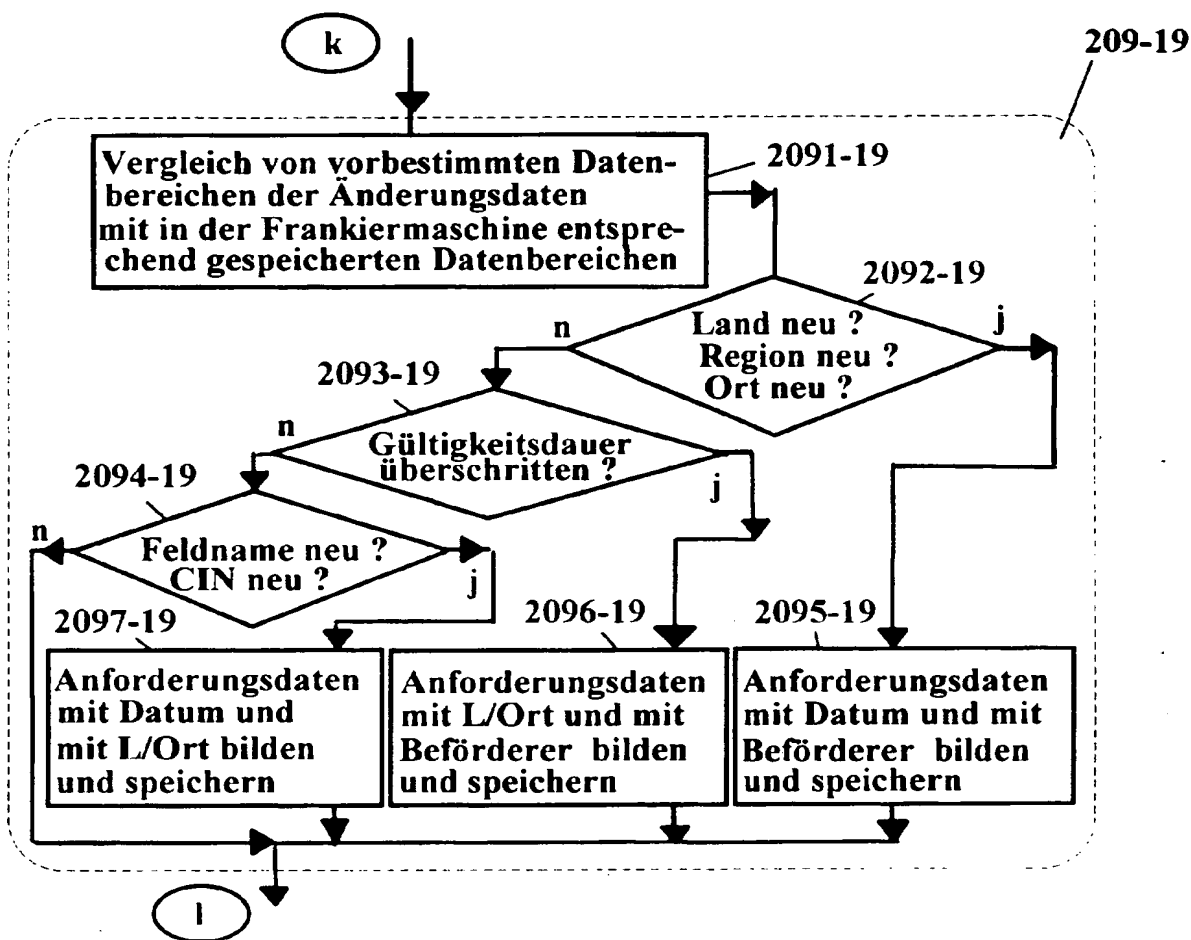 k
209-19
Vergleich von vorbestimmten Daten-
bereichen der Änderungsdaten
mit in der Frankiermaschine entspre-
chend gespeicherten Datenbereichen
2091-19
2092-19
n
Land neu ?
Region neu ?
Ort neu ?
j
2093-19
n
Gültigkeitsdauer
überschritten ?
j
2094-19
n
Feldname neu ?
CIN neu ?
j
2097-19
Anforderungsdaten
mit Datum und
mit L/Ort bilden
und speichern
2096-19
Anforderungsdaten
mit L/Ort und mit
Beförderer bilden
und speichern
2095-19
Anforderungsdaten
mit Datum und mit
Beförderer bilden
und speichern
l